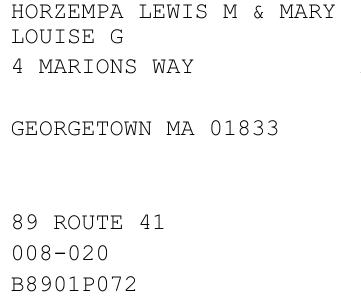 HORZEMPA LEWIS M & MARY
LOUISE G
4 MARIONS WAY
GEORGETOWN MA 01833
89 ROUTE 41
008-020
B8901P072